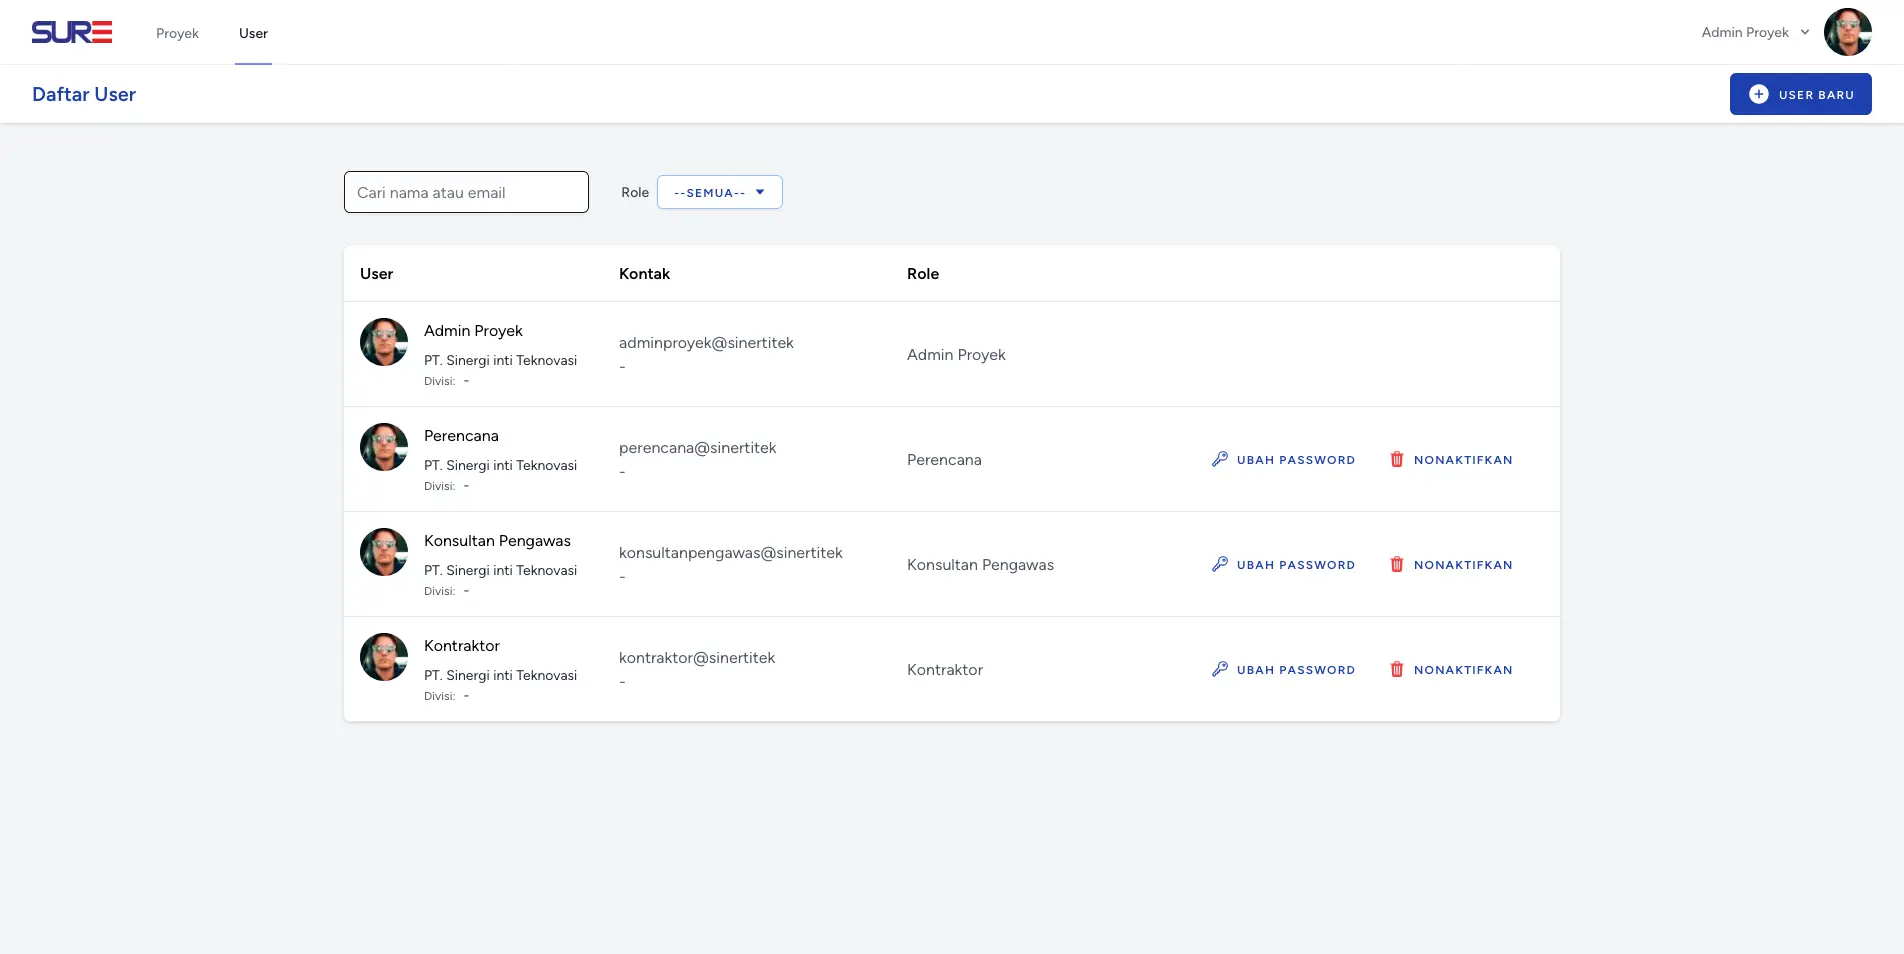 SURE
Proyek
User
Admin Proyek
Daftar User
USER BARU
Cari nama atau email
Role
--SEMUA--
User
Kontak
Role
Admin Proyek
PT. Sinergi inti Teknovasi
Divisi: -
adminproyek@sinertitek
-
Admin Proyek
Perencana
PT. Sinergi inti Teknovasi
Divisi: -
perencana@sinertitek
-
Perencana
UBAH PASSWORD
NONAKTIFKAN
Konsultan Pengawas
PT. Sinergi inti Teknovasi
Divisi: -
konsultanpengawas@sinertitek
-
Konsultan Pengawas
UBAH PASSWORD
NONAKTIFKAN
Kontraktor
PT. Sinergi inti Teknovasi
Divisi: -
kontraktor@sinertitek
-
Kontraktor
UBAH PASSWORD
NONAKTIFKAN